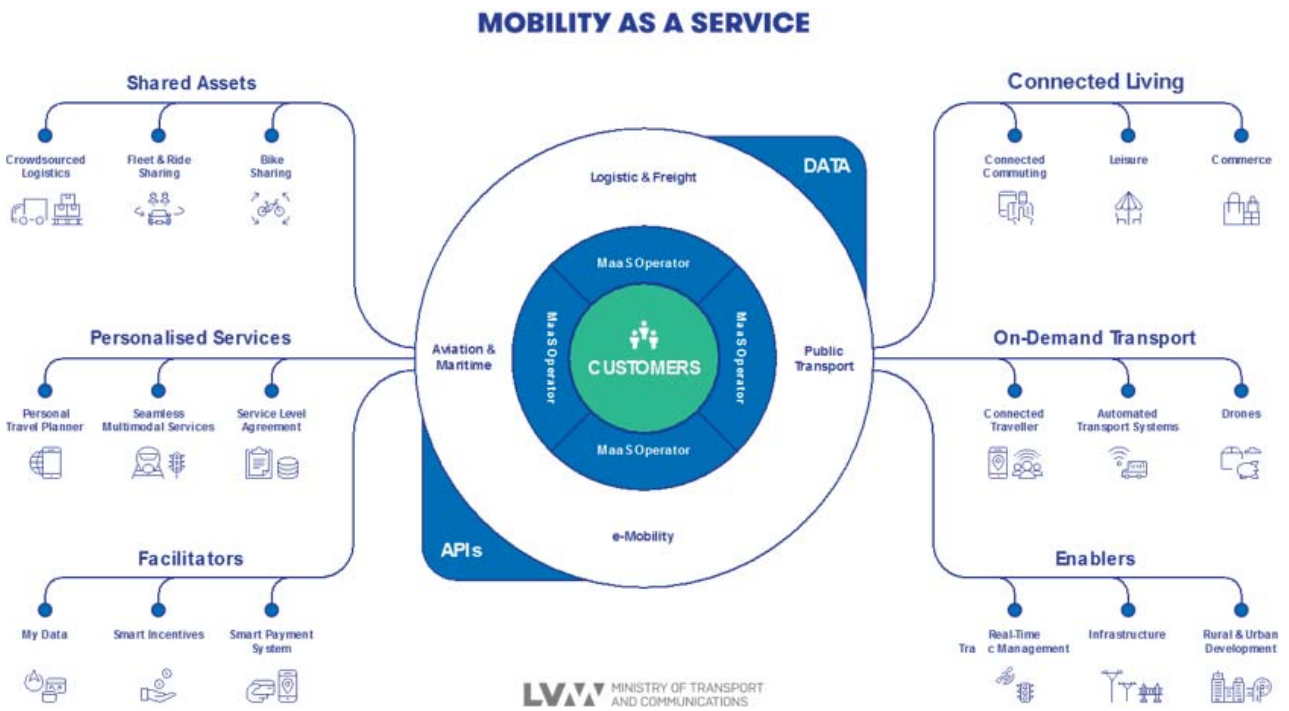 MOBILITY AS A SERVICE
Shared Assets
Crowdsourced
Logistics
Fleet & Ride
Sharing
Bike
Sharing
Personalised Services
Personal
Travel Planner
Seamless
Multimodal Services
Service Level
Agreement
Facilitators
My Data
Smart Incentives
Smart Payment
System
DATA
Logistic & Freight
MaaS Operator
MaaS Operator
CUSTOMERS
MaaS Operator
MaaS Operator
Aviation &
Maritime
Public
Transport
e-Mobility
APIs
Connected Living
Connected
Commuting
Leisure
Commerce
On-Demand Transport
Connected
Traveller
Automated
Transport Systems
Drones
Enablers
Real-Time
Tra c Management
Infrastructure
Rural & Urban
Development
LVM MINISTRY OF TRANSPORT
AND COMMUNICATIONS